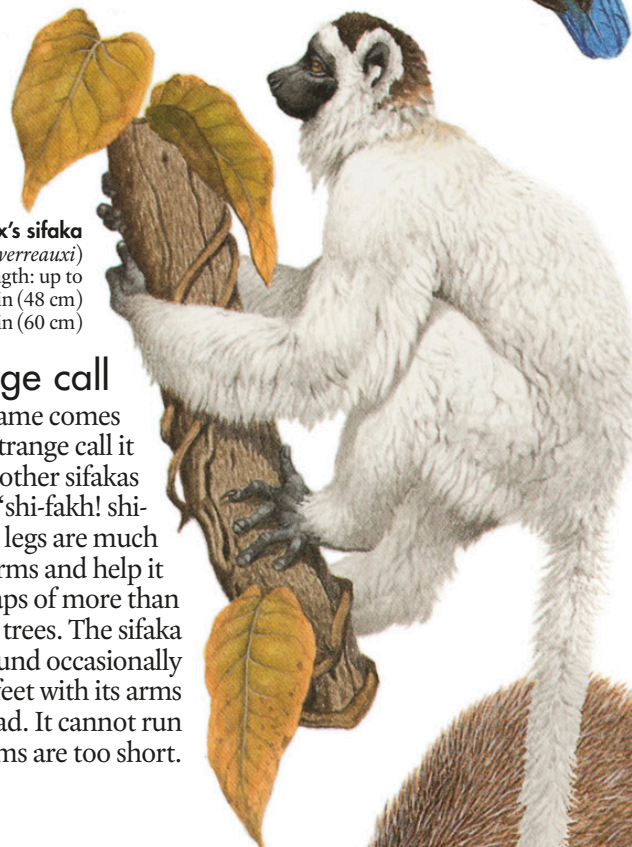 x's sifaka
verreauxi)
ngth: up to
in (48 cm)
in (60 cm)
ge call
ame comes
trange call it
other sifakas
“shi-fakh! shi-
legs are much
rms and help it
aps of more than
trees. The sifaka
und occasionally
feet with its arms
ad. It cannot run
ms are too short.